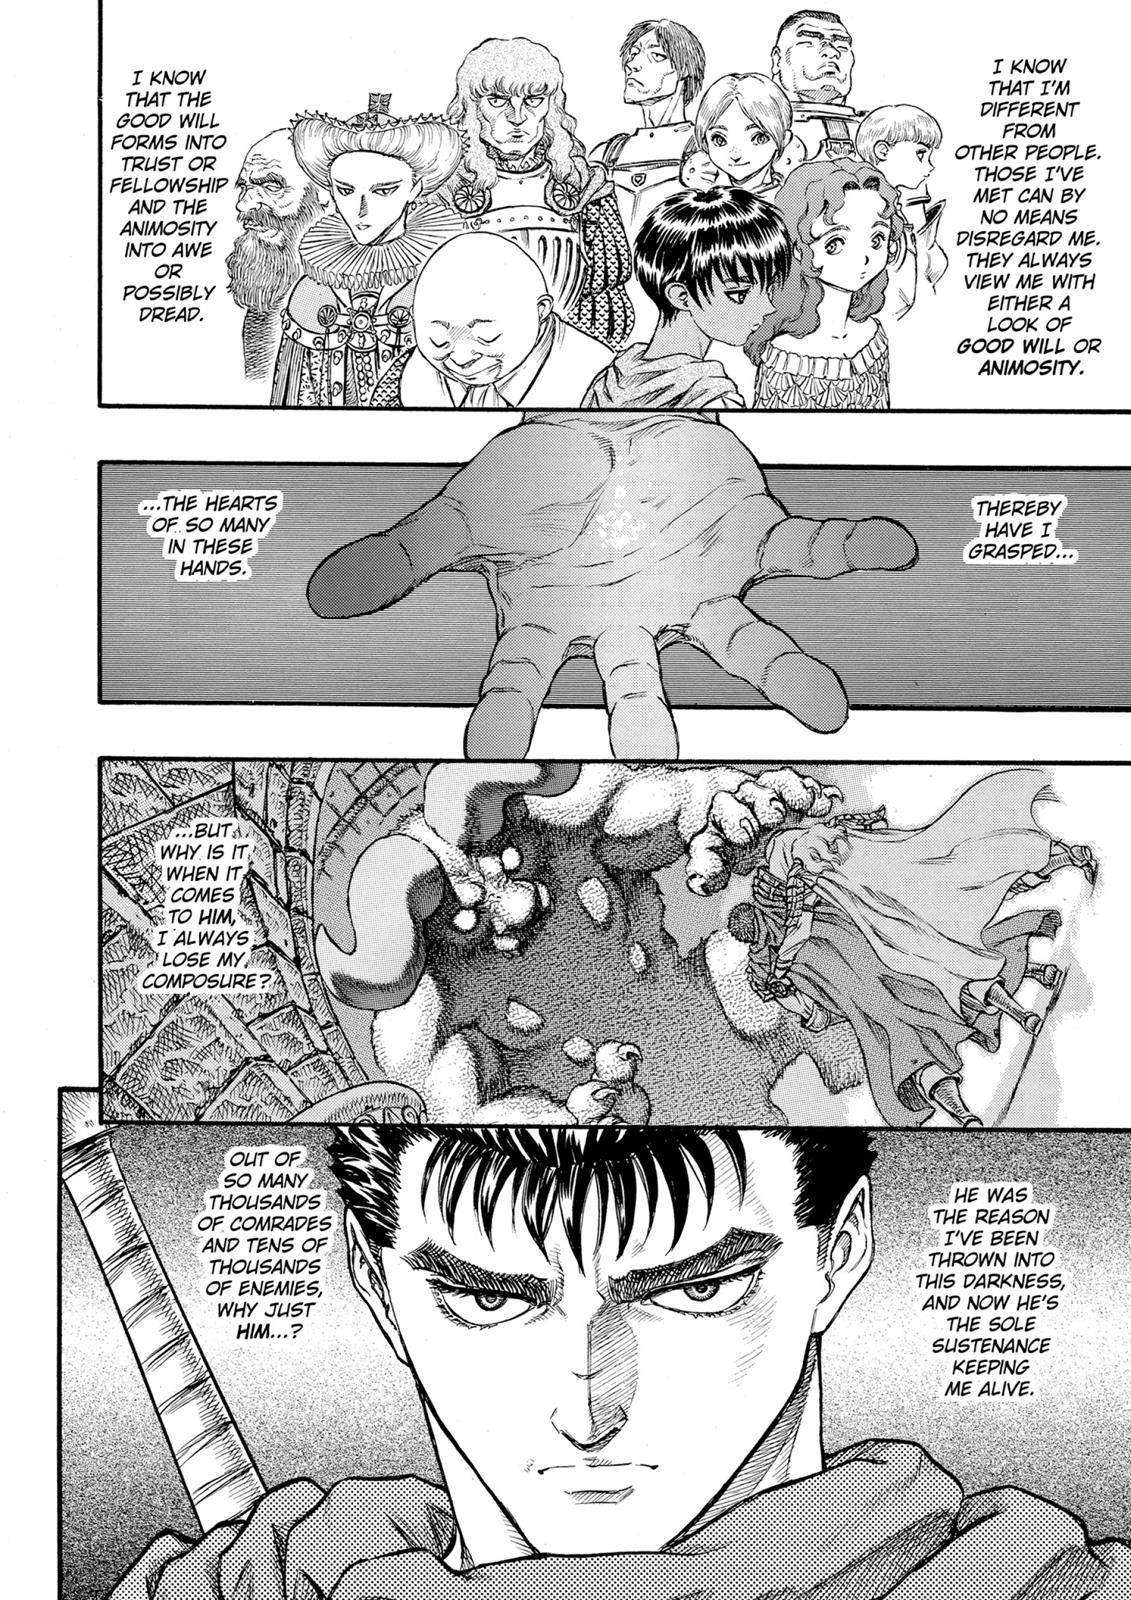 I KNOW
THAT I'M
DIFFERENT
FROM
OTHER PEOPLE.
THOSE I'VE
MET CAN BY
NO MEANS
DISREGARD ME.
THEY ALWAYS
VIEW ME WITH
EITHER A
LOOK OF
GOOD WILL OR
ANIMOSITY.
I KNOW
THAT THE
GOOD WILL
FORMS INTO
TRUST OR
FELLOWSHIP
AND THE
ANIMOSITY
INTO AWE
OR
POSSIBLY
DREAD.
THEREBY
HAVE I
GRASPED...
...THE HEARTS
OF SO MANY
IN THESE
HANDS.
...BUT
WHY IS IT
WHEN IT
COMES
TO HIM,
I ALWAYS
LOSE MY
COMPOSURE?
HE WAS
THE REASON
I'VE BEEN
THROWN INTO
THIS DARKNESS,
AND NOW HE'S
THE SOLE
SUSTENANCE
KEEPING
ME ALIVE.
OUT OF
SO MANY
THOUSANDS
OF COMRADES
AND TENS OF
THOUSANDS
OF ENEMIES,
WHY JUST
HIM...?